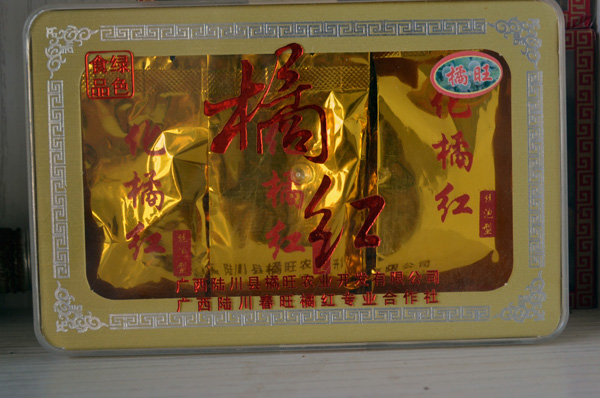 绿色
食品
橘旺
橘红
化橘红
橘红
化橘红
广西陆川县橘旺农业开发有限公司
广西陆川春旺橘红专业合作社